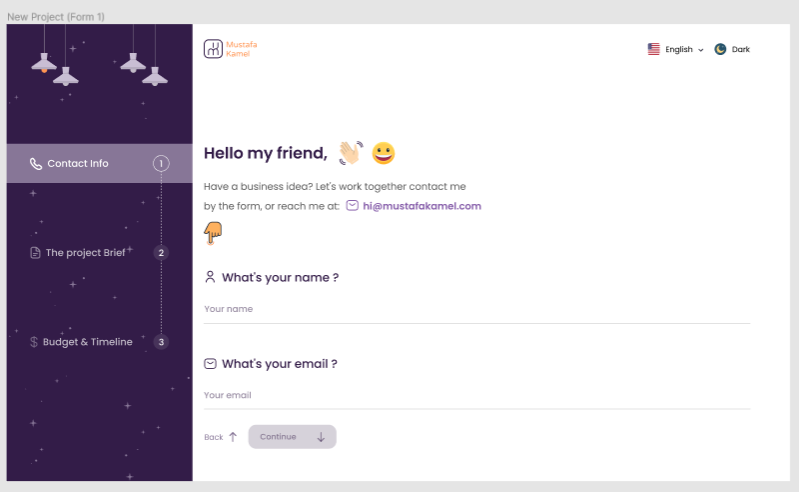 New Project (Form 1)
Mustafa
Kamel
English
Dark
Contact Info
1
The project Brief
2
Budget & Timeline
3
Hello my friend,
Have a business idea? Let's work together contact me
by the form, or reach me at: hi@mustafakamel.com
What's your name ?
Your name
What's your email ?
Your email
Back
Continue